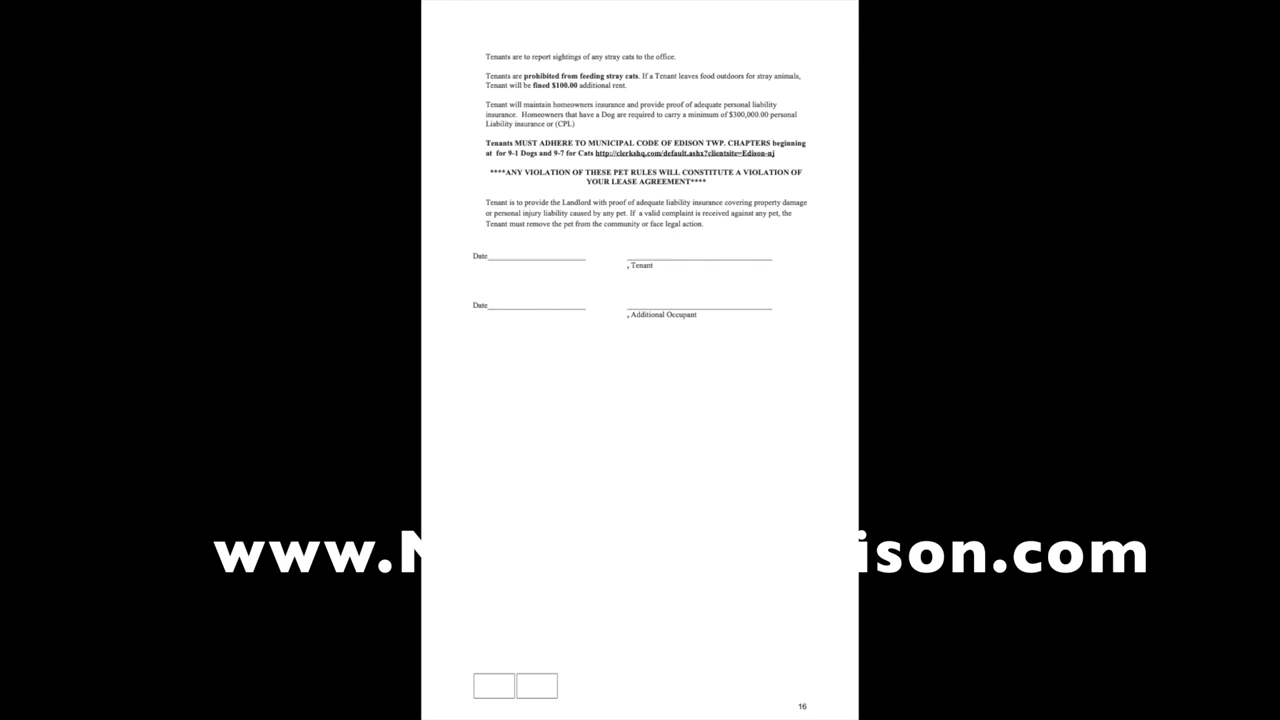 Tenants are to report sightings of any stray cats to the office.
Tenants are prohibited from feeding stray cats. If a Tenant leaves food outdoors for stray animals,
Tenant will be fined $100.00 additional rent.
Tenant will maintain homeowners insurance and provide proof of adequate personal liability
insurance. Homeowners that have a Dog are required to carry a minimum of $300,000.00 personal
Liability insurance or (CPL)
Tenants MUST ADHERE TO MUNICIPAL CODE OF EDISON TWP. CHAPTERS beginning
at for 9-1 Dogs and 9-7 for Cats http://clerkshq.com/default.ashx?clientsite=Edison-nj
****ANY VIOLATION OF THESE PET RULES WILL CONSTITUTE A VIOLATION OF
YOUR LEASE AGREEMENT****
Tenant is to provide the Landlord with proof of adequate liability insurance covering property damage
or personal injury liability caused by any pet. If a valid complaint is received against any pet, the
Tenant must remove the pet from the community or face legal action.
Date
, Tenant
Date
, Additional Occupant
www. ison.com
16